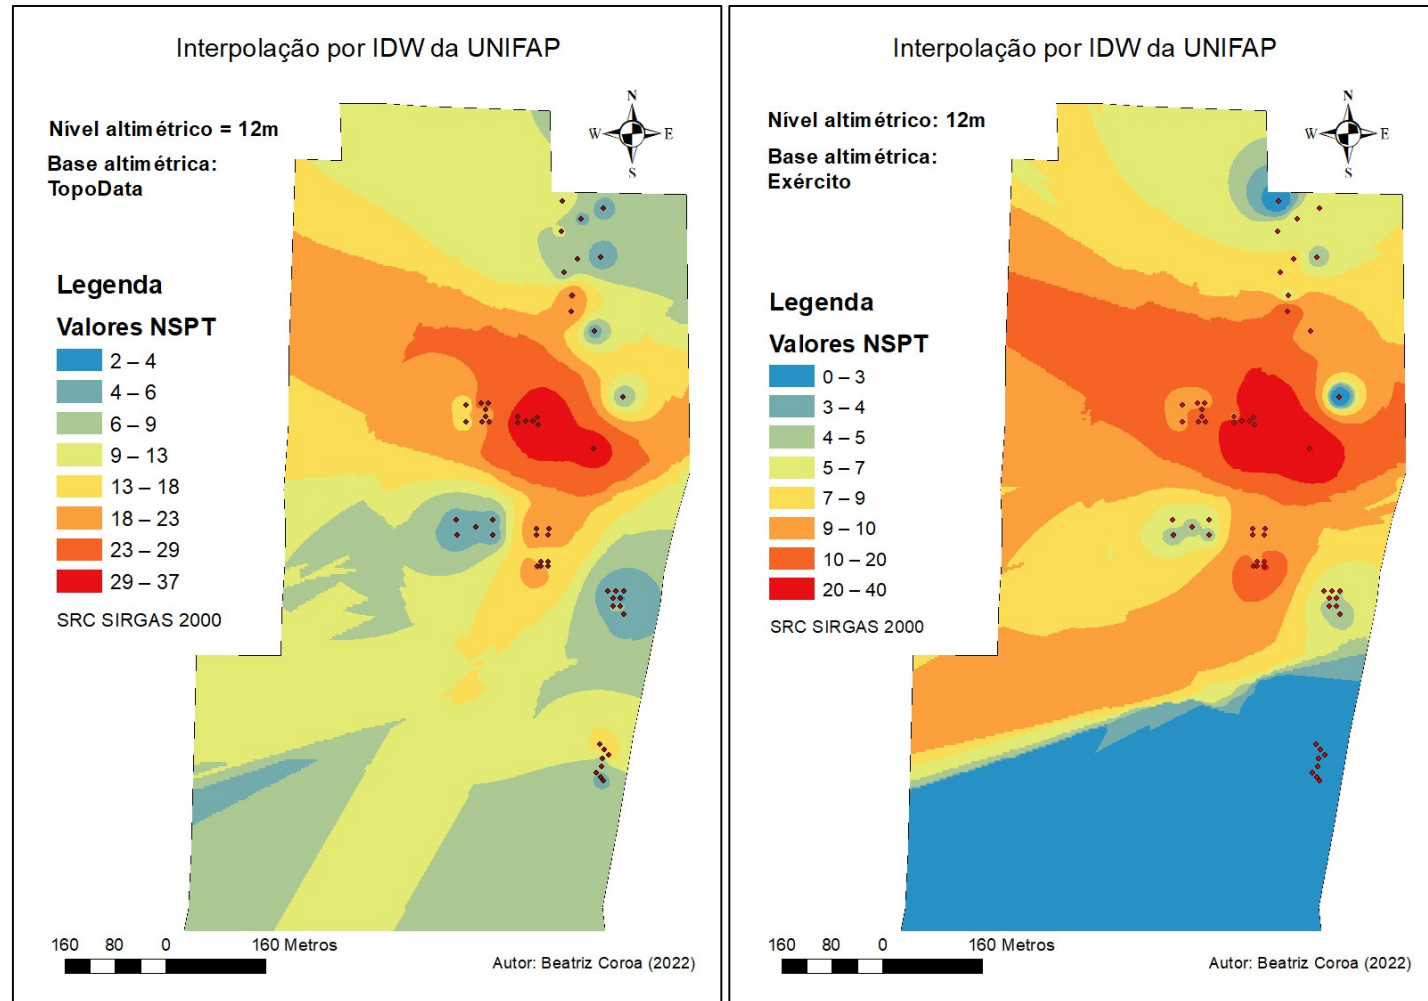 Interpolação por IDW da UNIFAP
N
W E
S
Nível altimétrico = 12m
Base altimétrica:
TopoData
Legenda
Valores NSPT
2 – 4
4 – 6
6 – 9
9 – 13
13 – 18
18 – 23
23 – 29
29 – 37
SRC SIRGAS 2000
160 80 0 160 Metros
Autor: Beatriz Coroa (2022)
Interpolação por IDW da UNIFAP
N
W E
S
Nível altimétrico: 12m
Base altimétrica:
Exército
Legenda
Valores NSPT
0 – 3
3 – 4
4 – 5
5 – 7
7 – 9
9 – 10
10 – 20
20 – 40
SRC SIRGAS 2000
160 80 0 160 Metros
Autor: Beatriz Coroa (2022)